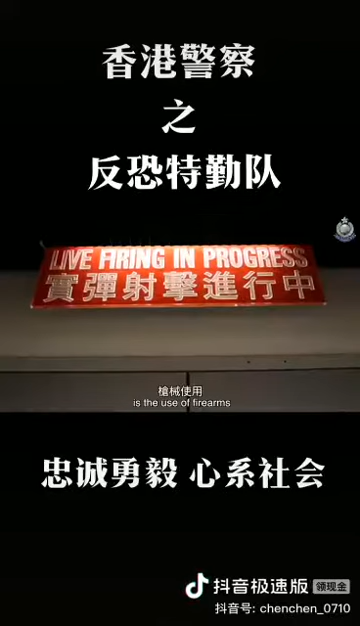 香港警察
之
反恐特勤队
LIVE FIRING IN PROGRESS
實彈射擊進行中
槍械使用
is the use of firearms
忠诚勇毅 心系社会
抖音极速版 领现金
抖音号: chenchen_0710